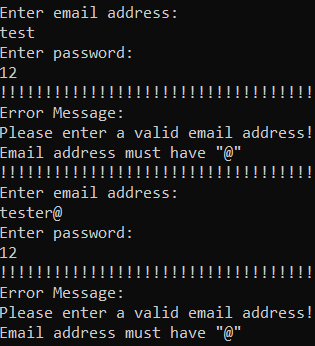 Enter email address:
test
Enter password:
12
!!!!!!!!!!!!!!!!!!!!!!!!!!!!!!!!!!!
Error Message:
Please enter a valid email address!
Email address must have "@"
!!!!!!!!!!!!!!!!!!!!!!!!!!!!!!!!!!!
Enter email address:
tester@
Enter password:
12
!!!!!!!!!!!!!!!!!!!!!!!!!!!!!!!!!!!
Error Message:
Please enter a valid email address!
Email address must have "@"